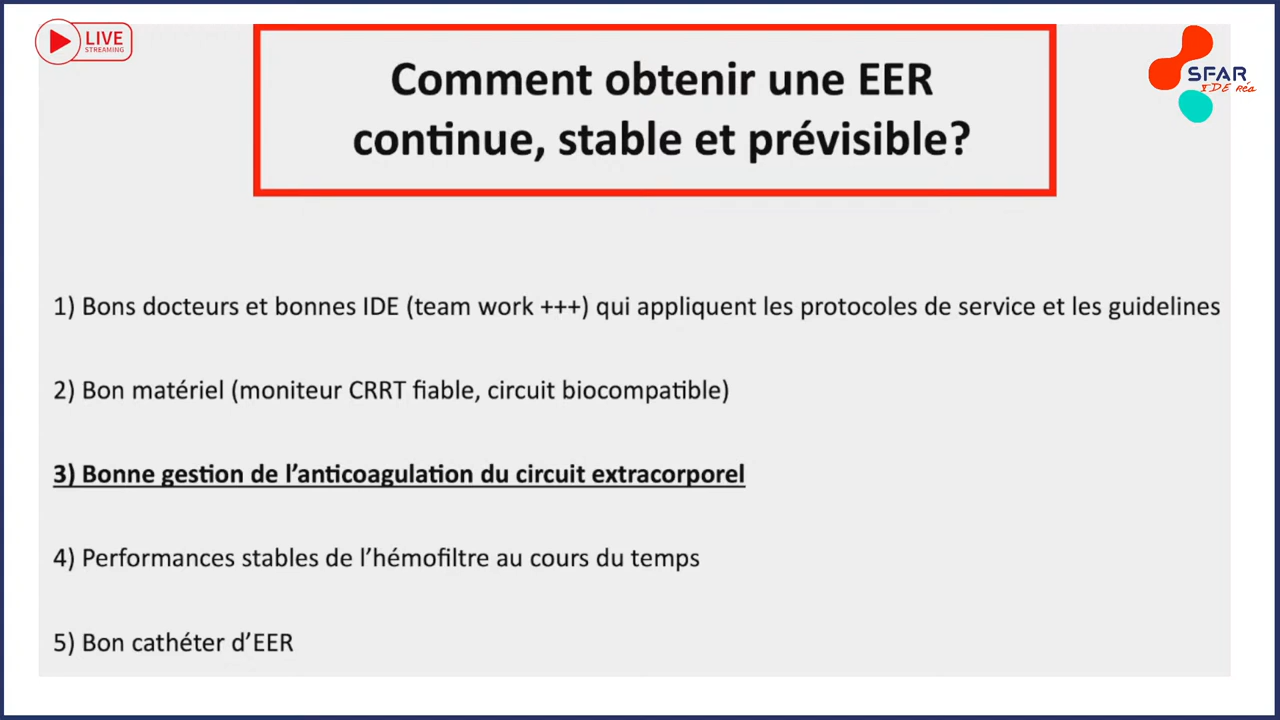 LIVE
STREAMING
SFAR
IDE Réa
Comment obtenir une EER
continue, stable et prévisible?
1) Bons docteurs et bonnes IDE (team work +++) qui appliquent les protocoles de service et les guidelines
2) Bon matériel (moniteur CRRT fiable, circuit biocompatible)
3) Bonne gestion de l’anticoagulation du circuit extracorporel
4) Performances stables de l’hémofiltre au cours du temps
5) Bon cathéter d’EER